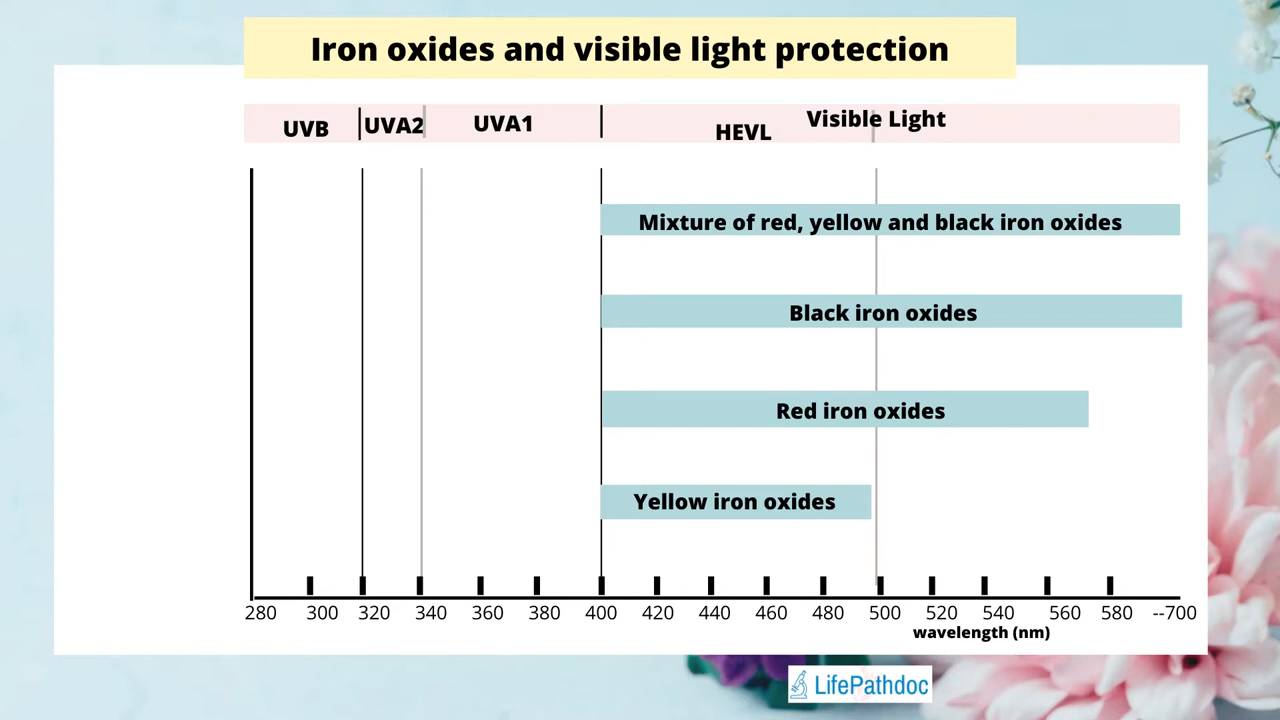 Iron oxides and visible light protection
UVB
UVA2
UVA1
HEVL
Visible Light
Mixture of red, yellow and black iron oxides
Black iron oxides
Red iron oxides
Yellow iron oxides
280 300 320 340 360 380 400 420 440 460 480 500 520 540 560 580 --700
wavelength (nm)
LifePathdoc